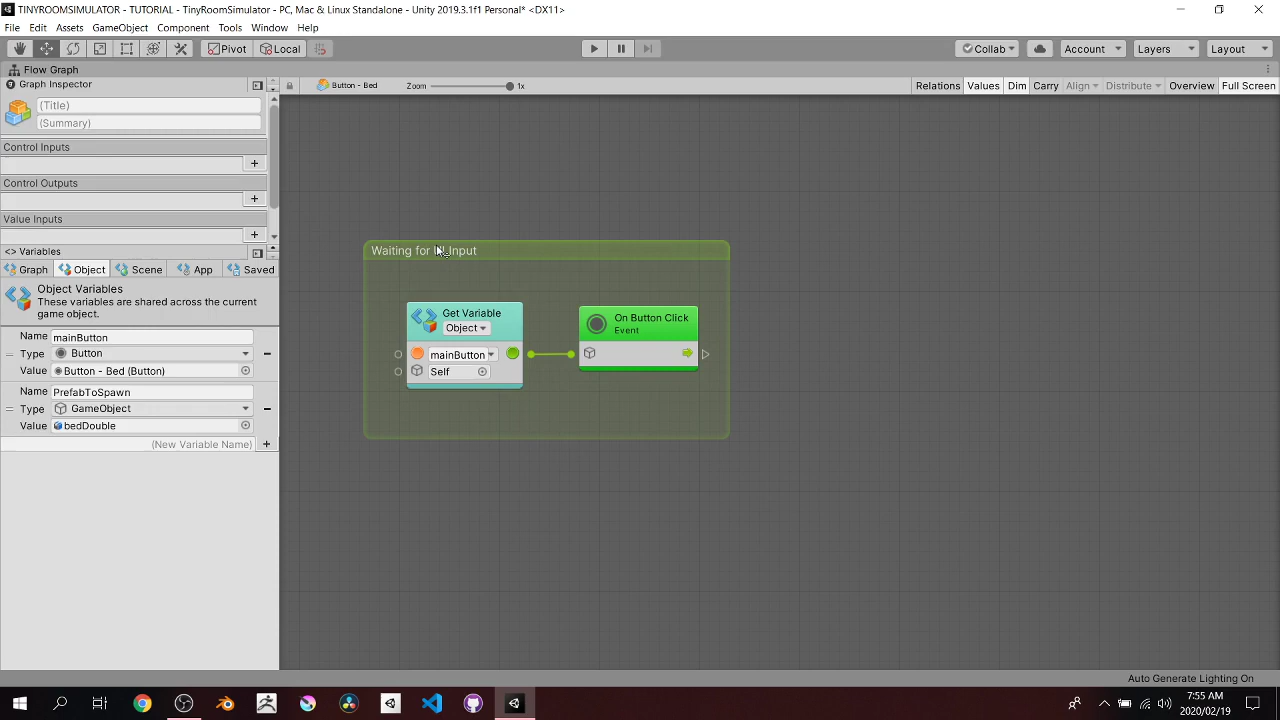 TINYROOMSIMULATOR - TUTORIAL - TinyRoomSimulator - PC, Mac & Linux Standalone - Unity 2019.3.1f1 Personal* <DX11>
File Edit Assets GameObject Component Tools Window Help
Pivot Local Collab Account Layers Layout
Flow Graph
Graph Inspector
Button - Bed Zoom 1x Relations Values Dim Carry Align Distribute Overview Full Screen
(Title)
(Summary)
Control Inputs
Control Outputs
Value Inputs
<> Variables
Graph Object Scene App Saved
Object Variables
These variables are shared across the current
game object.
Name mainButton
Type Button
Value Button - Bed (Button)
Name PrefabToSpawn
Type GameObject
Value bedDouble
(New Variable Name)
Waiting for UI Input
Get Variable
Object
mainButton
Self
On Button Click
Event
Auto Generate Lighting On
7:55 AM
2020/02/19